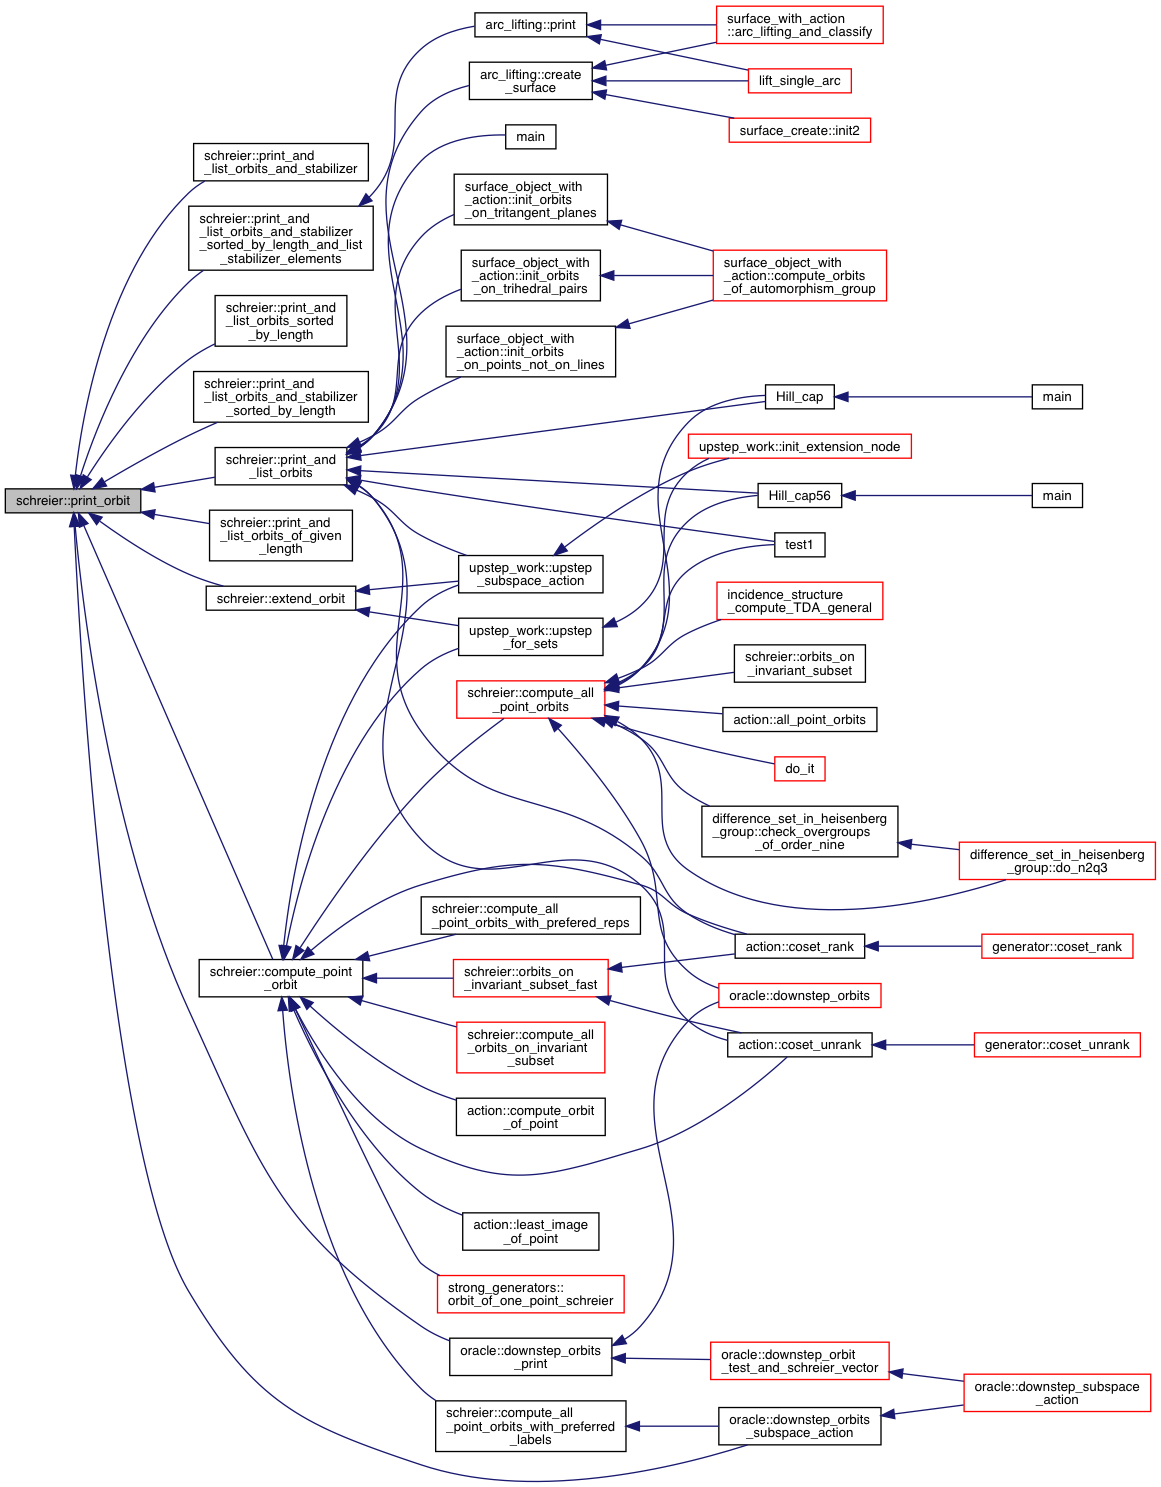 schreier::print_orbit
schreier::print_and
_list_orbits_and_stabilizer
schreier::print_and
_list_orbits_and_stabilizer
_sorted_by_length_and_list
_stabilizer_elements
schreier::print_and
_list_orbits_sorted
_by_length
schreier::print_and
_list_orbits_and_stabilizer
_sorted_by_length
schreier::print_and
_list_orbits
schreier::print_and
_list_orbits_of_given
_length
schreier::extend_orbit
schreier::compute_point
_orbit
arc_lifting::print
arc_lifting::create
_surface
main
surface_object_with
_action::init_orbits
_on_tritangent_planes
surface_object_with
_action::init_orbits
_on_trihedral_pairs
surface_object_with
_action::init_orbits
_on_points_not_on_lines
upstep_work::upstep
_subspace_action
upstep_work::upstep
_for_sets
schreier::compute_all
_point_orbits
schreier::compute_all
_point_orbits_with_prefered_reps
schreier::orbits_on
_invariant_subset_fast
schreier::compute_all
_orbits_on_invariant
_subset
action::compute_orbit
_of_point
action::least_image
_of_point
strong_generators::
orbit_of_one_point_schreier
oracle::downstep_orbits
_print
schreier::compute_all
_point_orbits_with_preferred
_labels
surface_with_action
::arc_lifting_and_classify
lift_single_arc
surface_create::init2
surface_object_with
_action::compute_orbits
_of_automorphism_group
Hill_cap
upstep_work::init_extension_node
Hill_cap56
test1
incidence_structure
_compute_TDA_general
schreier::orbits_on
_invariant_subset
action::all_point_orbits
do_it
difference_set_in_heisenberg
_group::check_overgroups
_of_order_nine
action::coset_rank
oracle::downstep_orbits
action::coset_unrank
oracle::downstep_orbit
_test_and_schreier_vector
oracle::downstep_orbits
_subspace_action
main
main
difference_set_in_heisenberg
_group::do_n2q3
generator::coset_rank
generator::coset_unrank
oracle::downstep_subspace
_action